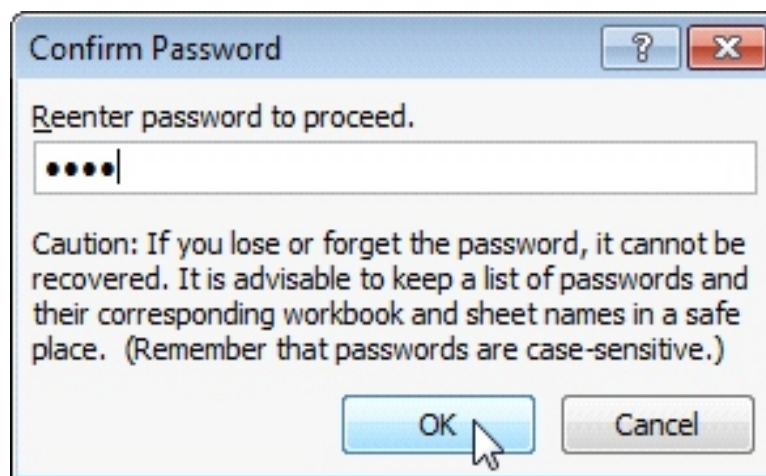 Confirm Password
Reenter password to proceed.
••••
Caution: If you lose or forget the password, it cannot be
recovered. It is advisable to keep a list of passwords and
their corresponding workbook and sheet names in a safe
place.  (Remember that passwords are case-sensitive.)
OK Cancel